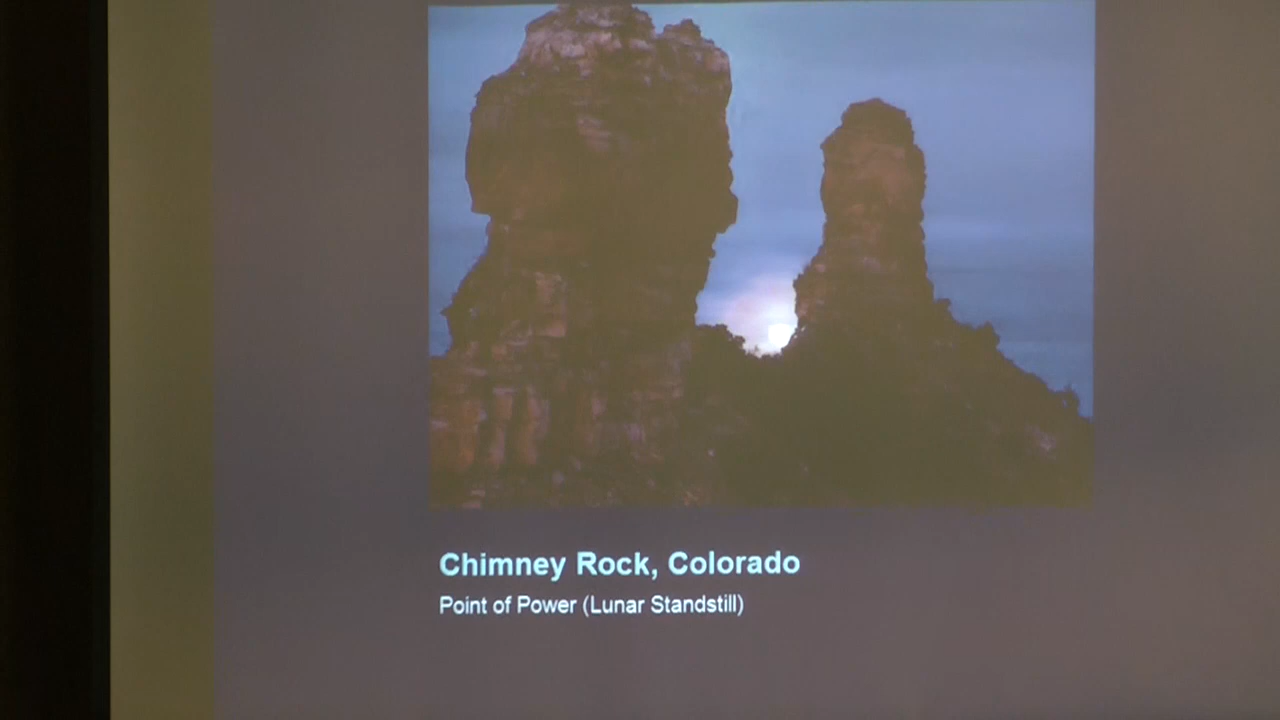 Chimney Rock, Colorado
Point of Power (Lunar Standstill)